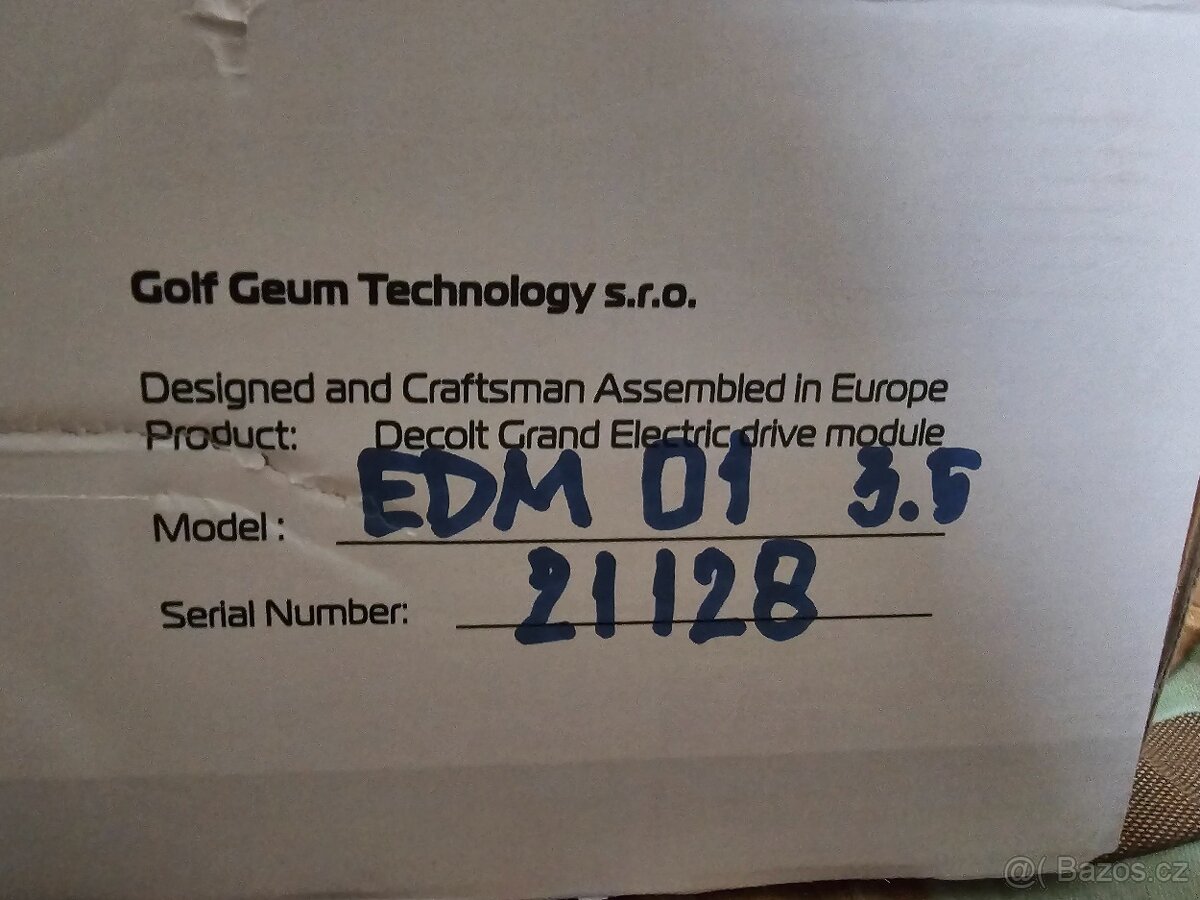 Golf Geum Technology s.r.o.
Designed and Craftsman Assembled in Europe
Product: Decolt Grand Electric drive module
Model : EDM 01 3.5
Serial Number: 21128
@( Bazos.cz